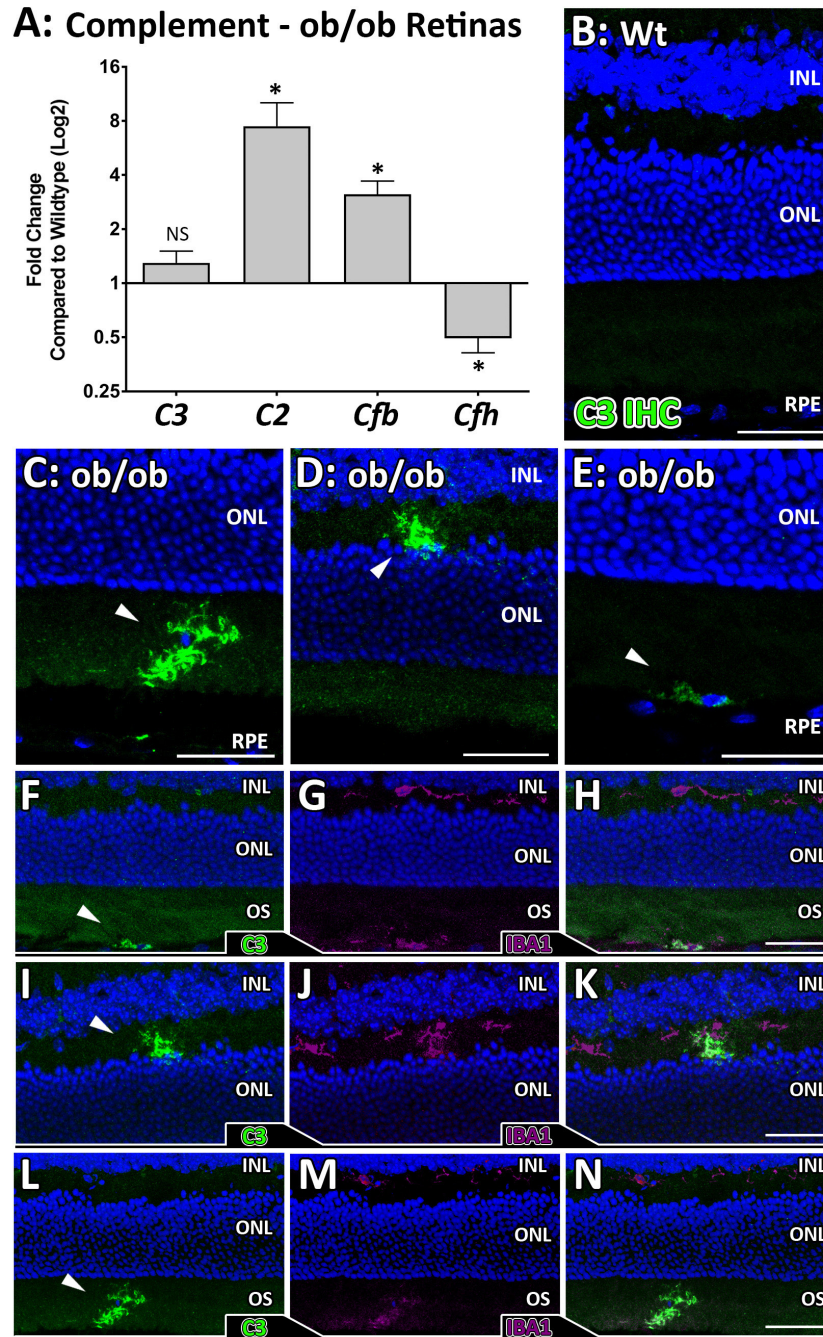 A: Complement - ob/ob Retinas
Fold Change
Compared to Wildtype (Log2)
16
8
4
2
1
0.5
0.25
NS
*
*
*
C3
C2
Cfb
Cfh
B: Wt
INL
ONL
RPE
C3 IHC
C: ob/ob
ONL
RPE
D: ob/ob
INL
ONL
E: ob/ob
ONL
RPE
F
INL
ONL
OS
C3
G
INL
ONL
OS
IBA1
H
INL
ONL
OS
I
INL
ONL
C3
J
INL
ONL
IBA1
K
INL
ONL
L
INL
ONL
OS
C3
M
INL
ONL
OS
IBA1
N
INL
ONL
OS